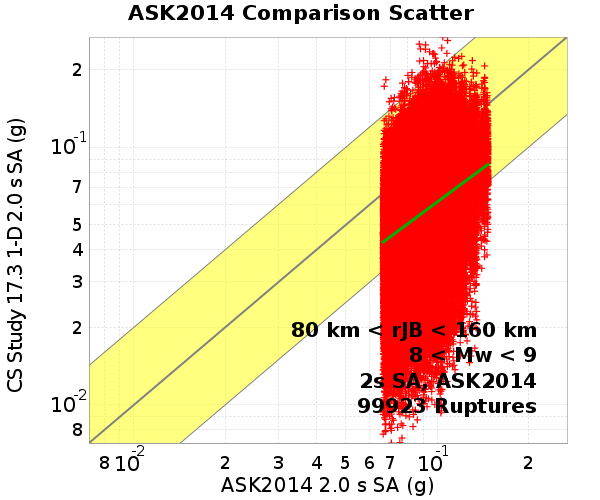 ASK2014 Comparison Scatter
CS Study 17.3 1-D 2.0 s SA (g)
2
10-1
7
5
4
3
2
10-2
8
80 km < rJB < 160 km
8 < Mw < 9
2s SA, ASK2014
99923 Ruptures
8 10-2 2 3 4 5 6 7 10-1 2
ASK2014 2.0 s SA (g)